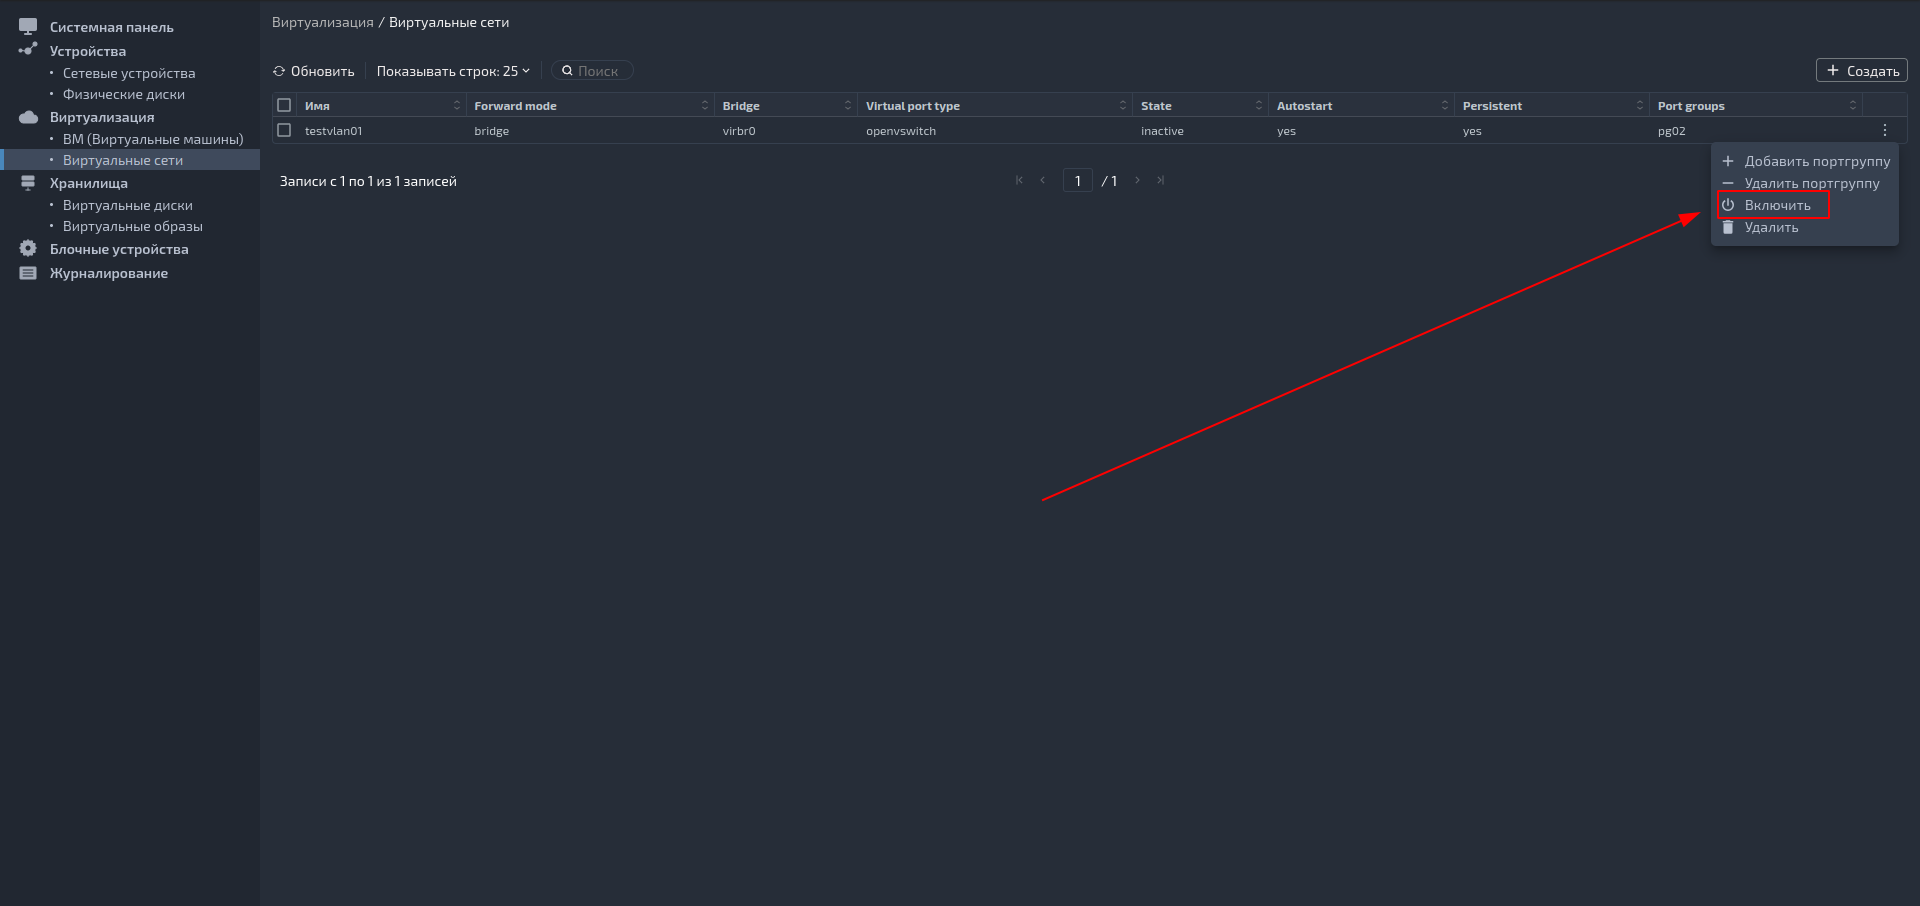 Системная панель
Устройства
Сетевые устройства
Физические диски
Виртуализация
ВМ (Виртуальные машины)
Виртуальные сети
Хранилища
Виртуальные диски
Виртуальные образы
Блочные устройства
Журналирование
Виртуализация / Виртуальные сети
Обновить Показывать строк: 25 Поиск Создать
Имя Forward mode Bridge Virtual port type State Autostart Persistent Port groups
testvlan01 bridge virbr0 openvswitch inactive yes yes pg02
Добавить портгруппу
Удалить портгруппу
Включить
Удалить
Записи с 1 по 1 из 1 записей 1 / 1